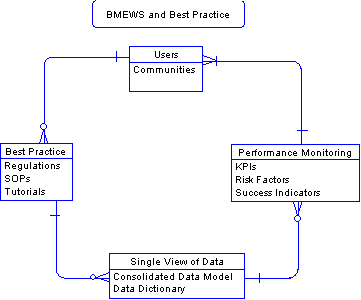 BMEWS and Best Practice
Users
Communities
Best Practice
Regulations
SOPs
Tutorials
Performance Monitoring
KPIs
Risk Factors
Success Indicators
Single View of Data
Consolidated Data Model
Data Dictionary